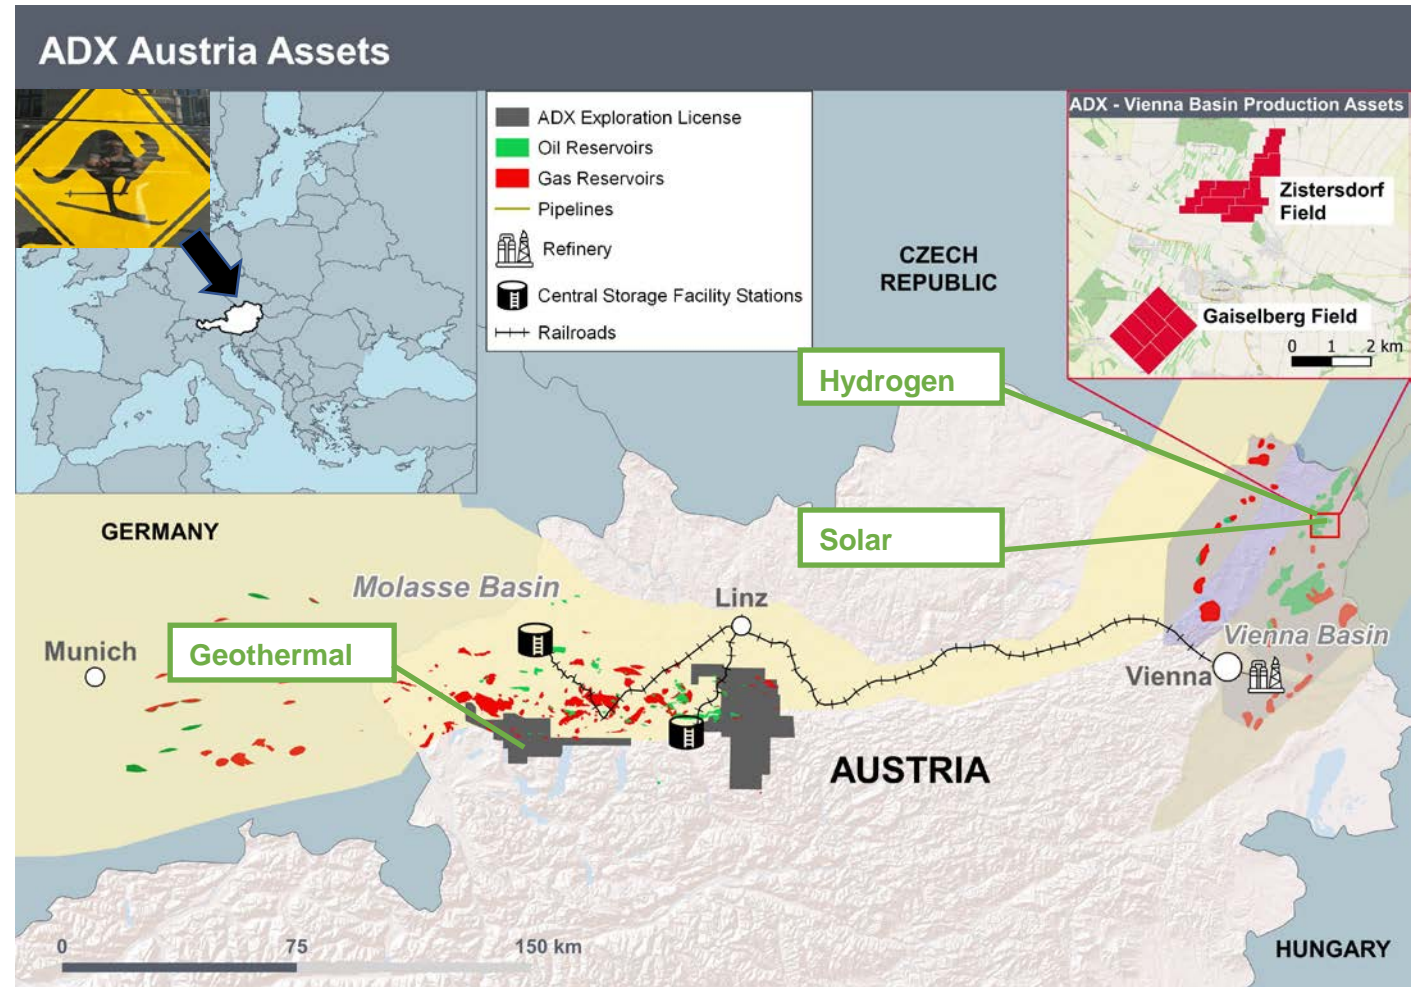 ADX Austria Assets
ADX Exploration License
Oil Reservoirs
Gas Reservoirs
Pipelines
Refinery
Central Storage Facility Stations
Railroads
ADX - Vienna Basin Production Assets
Zistersdorf
Field
Gaiselberg Field
0 1 2 km
CZECH
REPUBLIC
Hydrogen
Solar
GERMANY
Molasse Basin
Linz
Munich
Geothermal
Vienna Basin
Vienna
AUSTRIA
0 75 150 km
HUNGARY